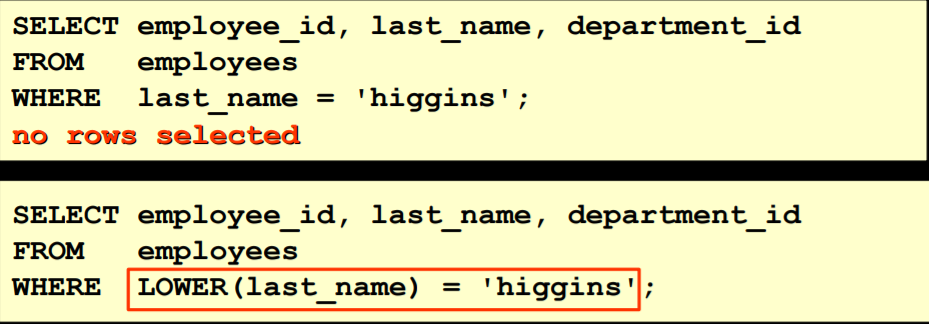 SELECT employee_id, last_name, department_id
FROM employees
WHERE last_name = 'higgins';
no rows selected
SELECT employee_id, last_name, department_id
FROM employees
WHERE LOWER(last_name) = 'higgins';